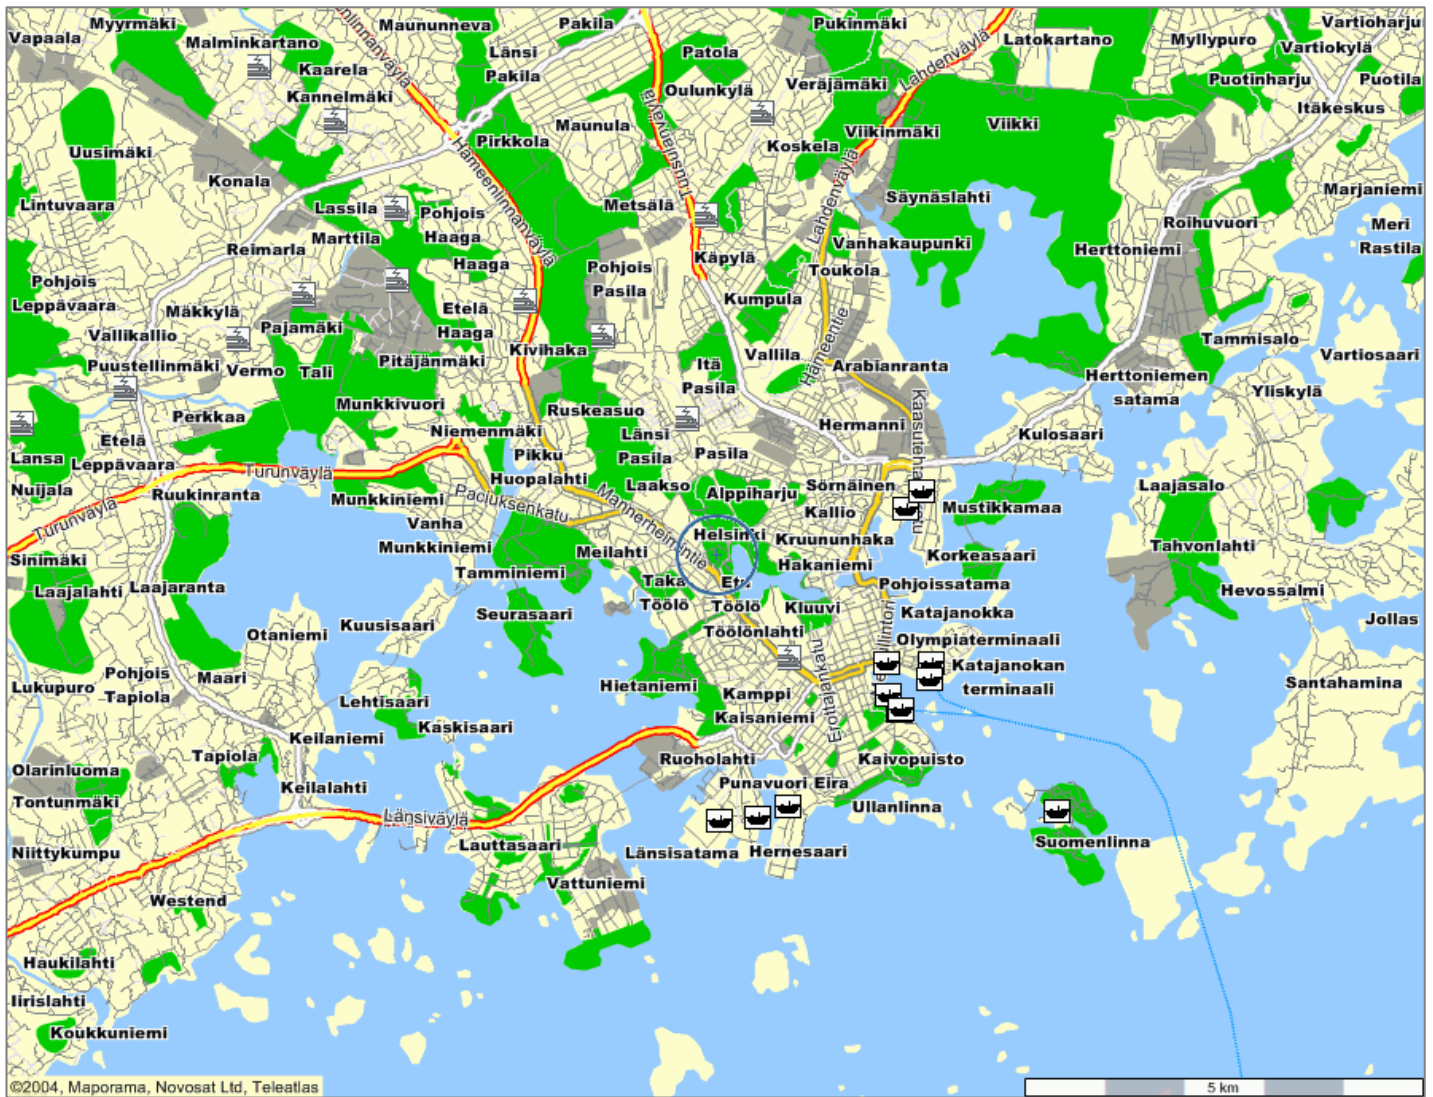 Myyrmäki
Maununneva
Pakila
Pukinmäki
Vartioharju
Vapaala
Malminkartano
Länsi
Pakila
Patola
Latokartano
Myllypuro
Vartiokylä
Kaarela
Kannelmäki
Oulunkylä
Veräjämäki
Lahdenväylä
Puotinharju
Puotila
Itäkeskus
Maunula
Viikinmäki
Viikki
Uusimäki
Pirkkola
Koskela
Konala
Hämeenlinnanväylä
Tuusulanväylä
Lahdenväylä
Säynäslahti
Marjaniemi
Lintuvaara
Lassila
Pohjois
Haaga
Metsälä
Roihuvuori
Meri
Rastila
Reimarla
Marttila
Haaga
Käpylä
Vanhakaupunki
Herttoniemi
Pohjois
Leppävaara
Pohjois
Pasila
Toukola
Mäkkylä
Etelä
Haaga
Kumpula
Vallikallio
Pajamäki
Hämeentie
Tammisalo
Puustellinmäki
Vermo
Tali
Pitäjänmäki
Kivihaka
Itä
Pasila
Vallila
Arabianranta
Vartiosaari
Herttoniemen
satama
Yliskylä
Perkkaa
Munkkivuori
Ruskeasuo
Niemenmäki
Länsi
Pasila
Hermanni
Kulosaari
Etelä
Leppävaara
Pikku
Huopalahti
Pasila
Lansa
Turunväylä
Nuijala
Ruukinranta
Munkkiniemi
Paciuksenkatu
Laakso
Alppiharju
Sörnäinen
Mustikkamaa
Laajasalo
Turunväylä
Vanha
Munkkiniemi
Mannerheimintie
Helsinki
Kallio
Kruununhaka
Korkeasaari
Tahvonlahti
Sinimäki
Laajalahti
Laajaranta
Tamminiemi
Meilahti
Hakaniemi
Pohjoissatama
Hevossalmi
Seurasaari
Taka
Töölö
Töölö
Kluuvi
Katajanokka
Jollas
Otaniemi
Kuusisaari
Töölönlahti
Olympiaterminaali
Katajanokan
terminaali
Pohjois
Tapiola
Maari
Lukupuro
Lehtisaari
Hietaniemi
Kamppi
Santahamina
Kaskisaari
Kaisaniemi
Keilaniemi
Tapiola
Ruoholahti
Kaivopuisto
Olarinluoma
Keilalahti
Punavuori
Eira
Tontunmäki
Länsiväylä
Ullanlinna
Niittykumpu
Lauttasaari
Länsisatama
Hernesaari
Suomenlinna
Vattuniemi
Westend
Haukilahti
Iirislahti
Koukkuniemi
©2004, Maporama, Novosat Ltd, Teleatlas
5 km